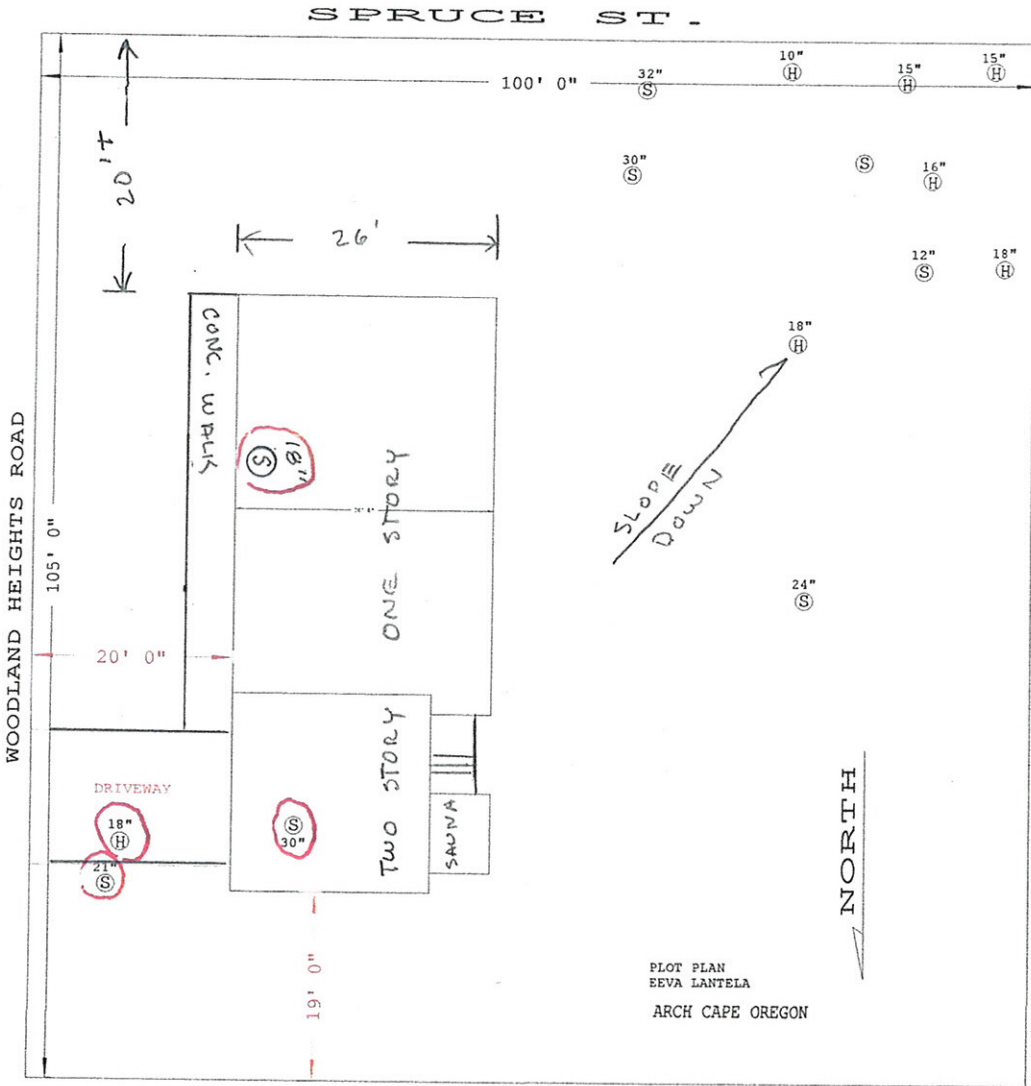 SPRUCE ST.
100' 0"
32"
S
10"
H
15"
H
15"
H
20'+
30"
S
S
16"
H
26'
12"
S
18"
H
18"
H
CONC. WALK
18"
S
ONE STORY
SLOPE
DOWN
WOODLAND HEIGHTS ROAD
105' 0"
24"
S
20' 0"
TWO STORY
SAUNA
DRIVEWAY
18"
H
21"
S
S
30"
NORTH
19' 0"
PLOT PLAN
EEVA LANTELA
ARCH CAPE OREGON